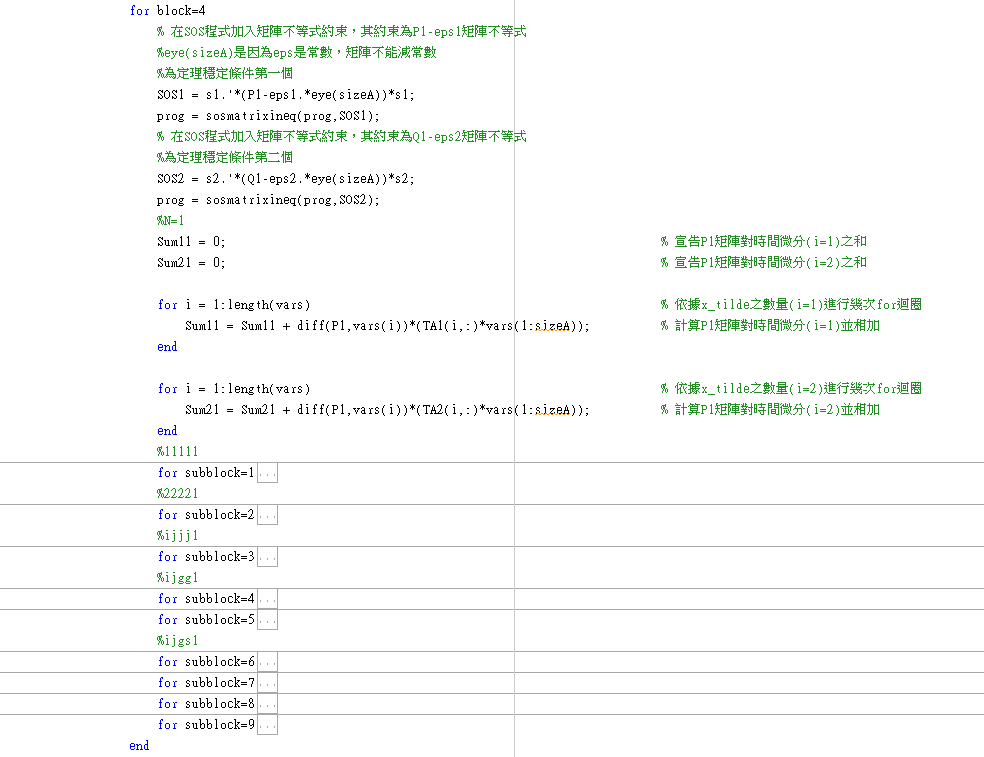 for block=4
% 在SOS程式加入矩陣不等式約束，其約束為P1-eps1矩陣不等式
%eye(sizeA)是因為eps是常數，矩陣不能減常數
%為定理穩定條件第一個
SOS1 = s1.'*(P1-eps1.*eye(sizeA))*s1;
prog = sosmatrixineq(prog,SOS1);
% 在SOS程式加入矩陣不等式約束，其約束為Q1-eps2矩陣不等式
%為定理穩定條件第二個
SOS2 = s2.'*(Q1-eps2.*eye(sizeA))*s2;
prog = sosmatrixineq(prog,SOS2);
%N=1
Sum11 = 0; % 宣告P1矩陣對時間微分(i=1)之和
Sum21 = 0; % 宣告P1矩陣對時間微分(i=2)之和
for i = 1:length(vars) % 依據x_tilde之數量(i=1)進行幾次for迴圈
Sum11 = Sum11 + diff(P1,vars(i))*(TA1(i,:)*vars(1:sizeA)); % 計算P1矩陣對時間微分(i=1)並相加
end
for i = 1:length(vars) % 依據x_tilde之數量(i=2)進行幾次for迴圈
Sum21 = Sum21 + diff(P1,vars(i))*(TA2(i,:)*vars(1:sizeA)); % 計算P1矩陣對時間微分(i=2)並相加
end
%11111
for subblock=1...
%22221
for subblock=2...
%ijjj1
for subblock=3...
%ijgg1
for subblock=4...
for subblock=5...
%ijgs1
for subblock=6...
for subblock=7...
for subblock=8...
for subblock=9...
end